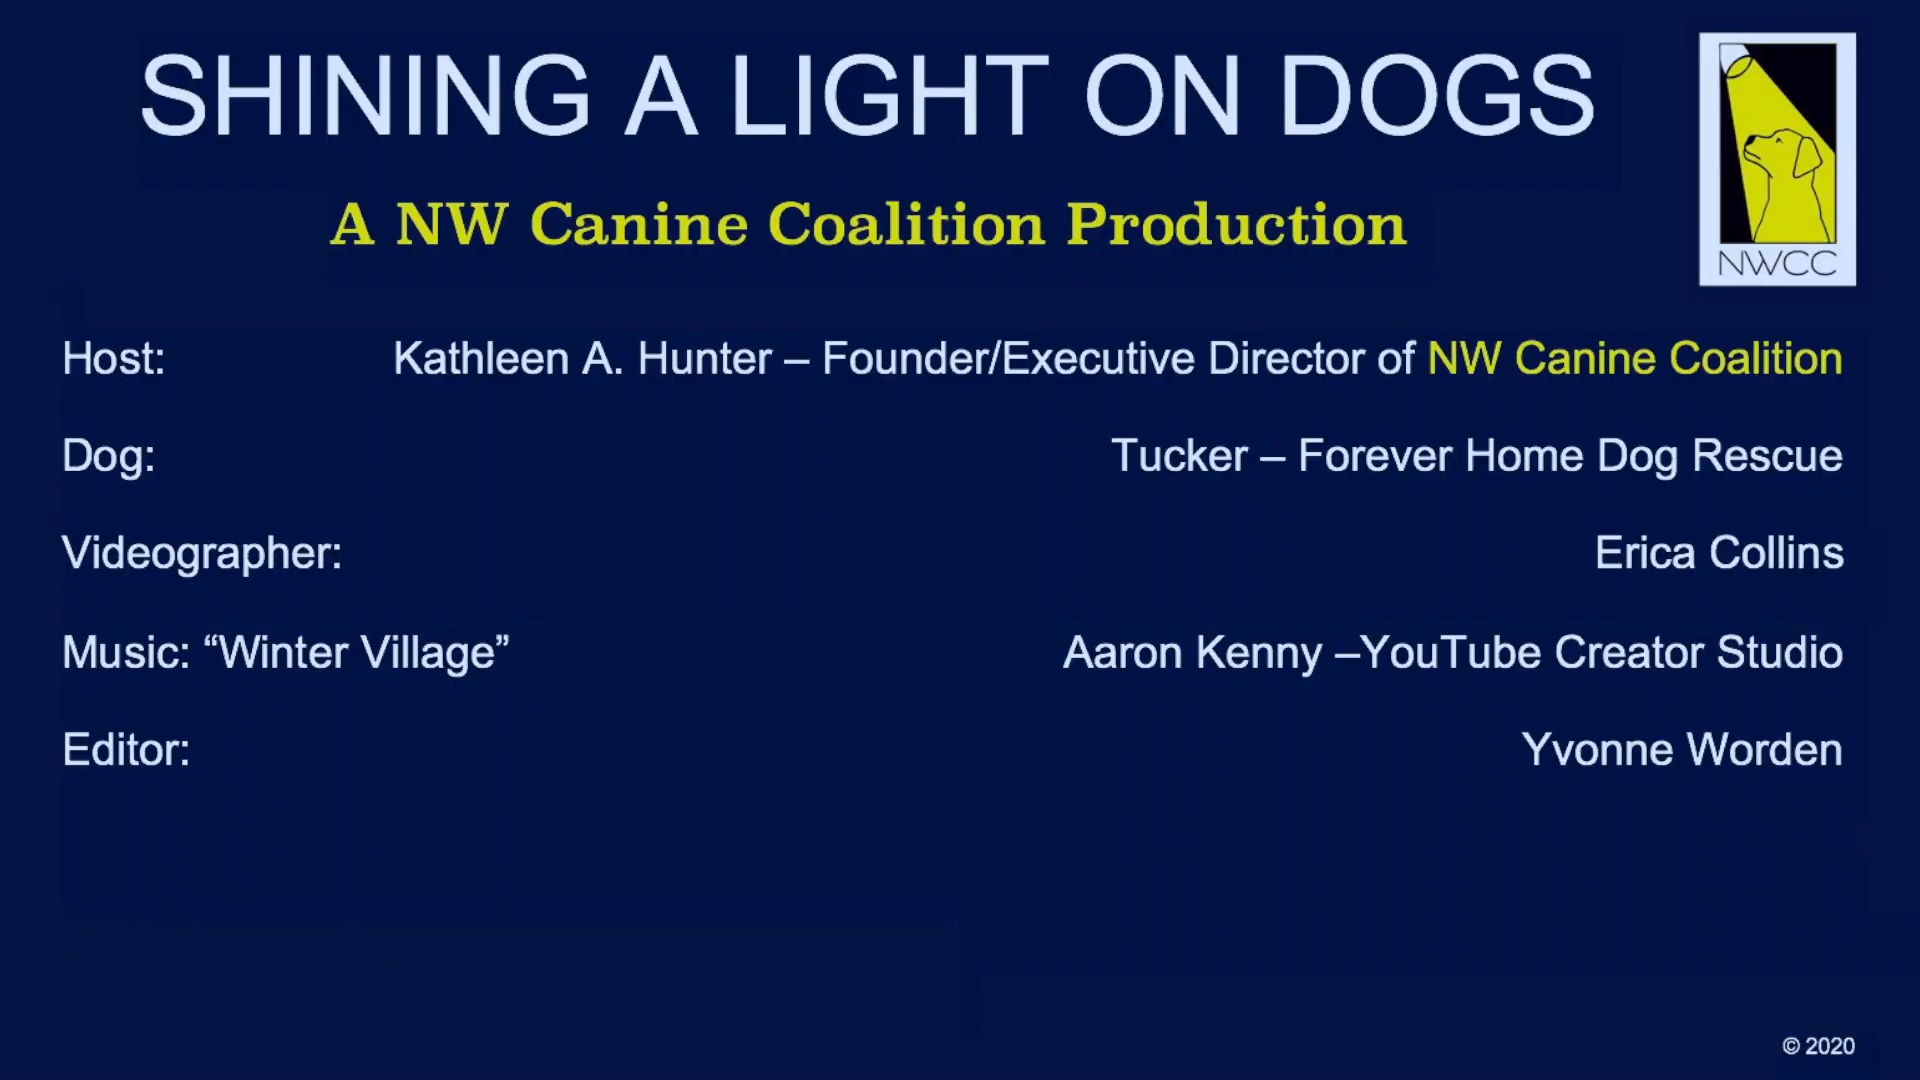 SHINING A LIGHT ON DOGS
A NW Canine Coalition Production
NWCC
Host: Kathleen A. Hunter – Founder/Executive Director of NW Canine Coalition
Dog: Tucker – Forever Home Dog Rescue
Videographer: Erica Collins
Music: “Winter Village” Aaron Kenny –YouTube Creator Studio
Editor: Yvonne Worden
© 2020